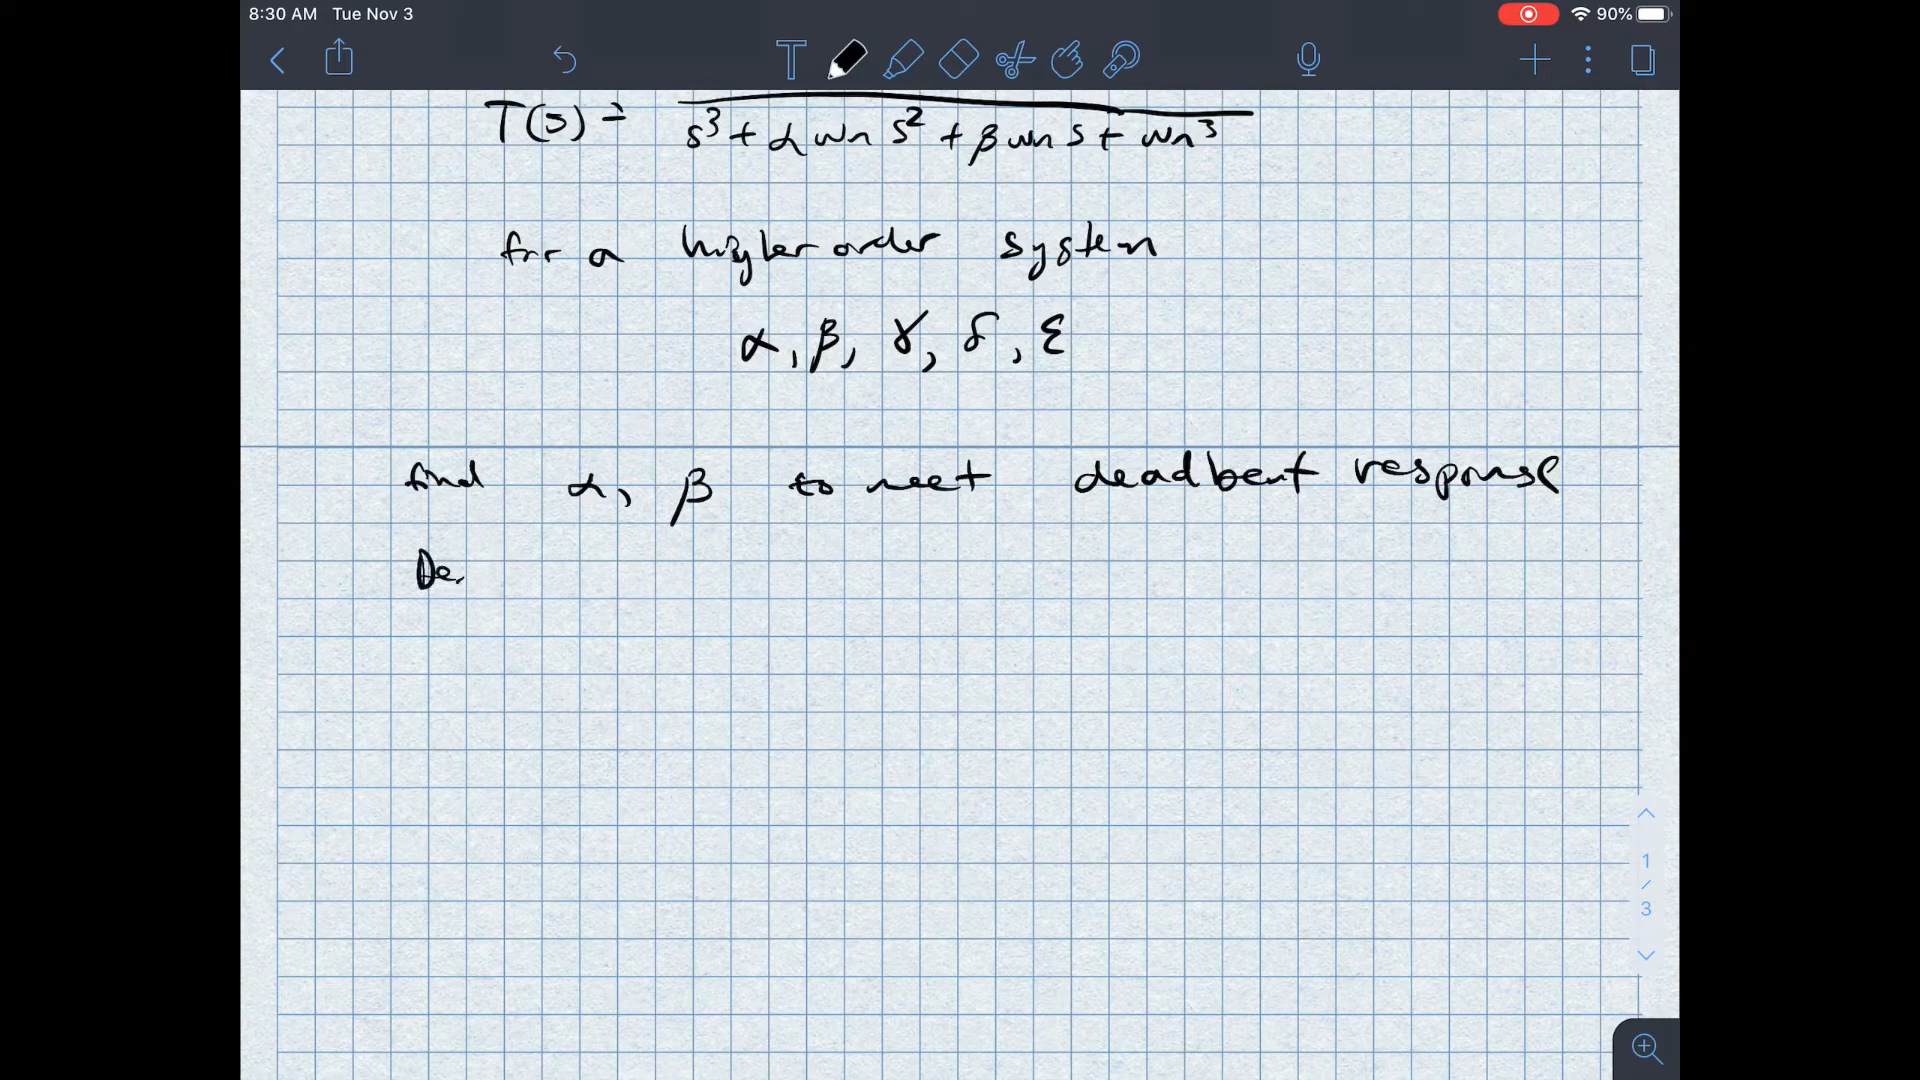 8:30 AM Tue Nov 3
90%
T
T(s) =
s³ + α ωn s² + β ωn s + ωn³
for a higher order system
α, β, γ, δ, ε
find α, β to meet deadbeat response
De
1
/
3